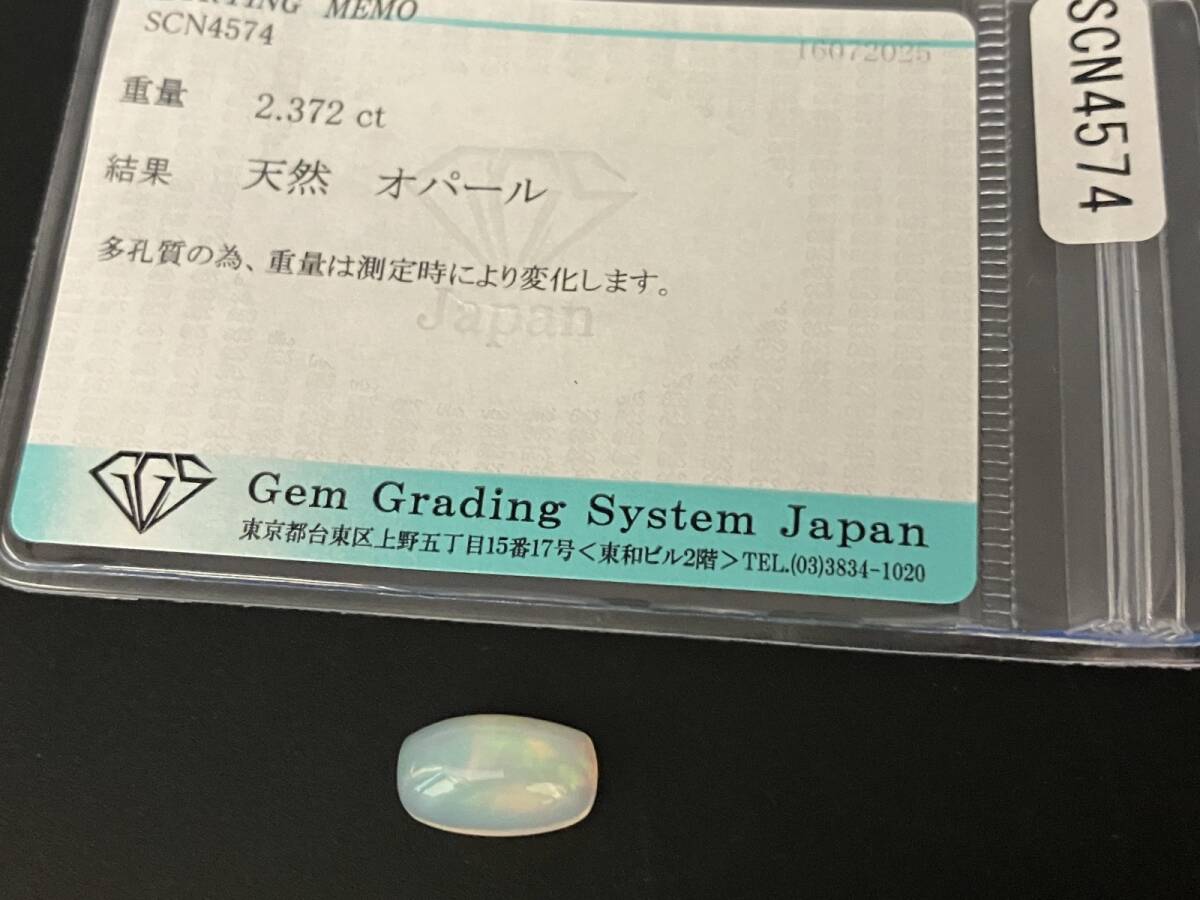 MEMO
SCN4574
16072025
重量 2.372 ct
結果 天然 オパール
多孔質の為、重量は測定時により変化します。
Japan
GGS
Gem Grading System Japan
東京都台東区上野五丁目15番17号<東和ビル2階>TEL.(03)3834-1020
SCN4574